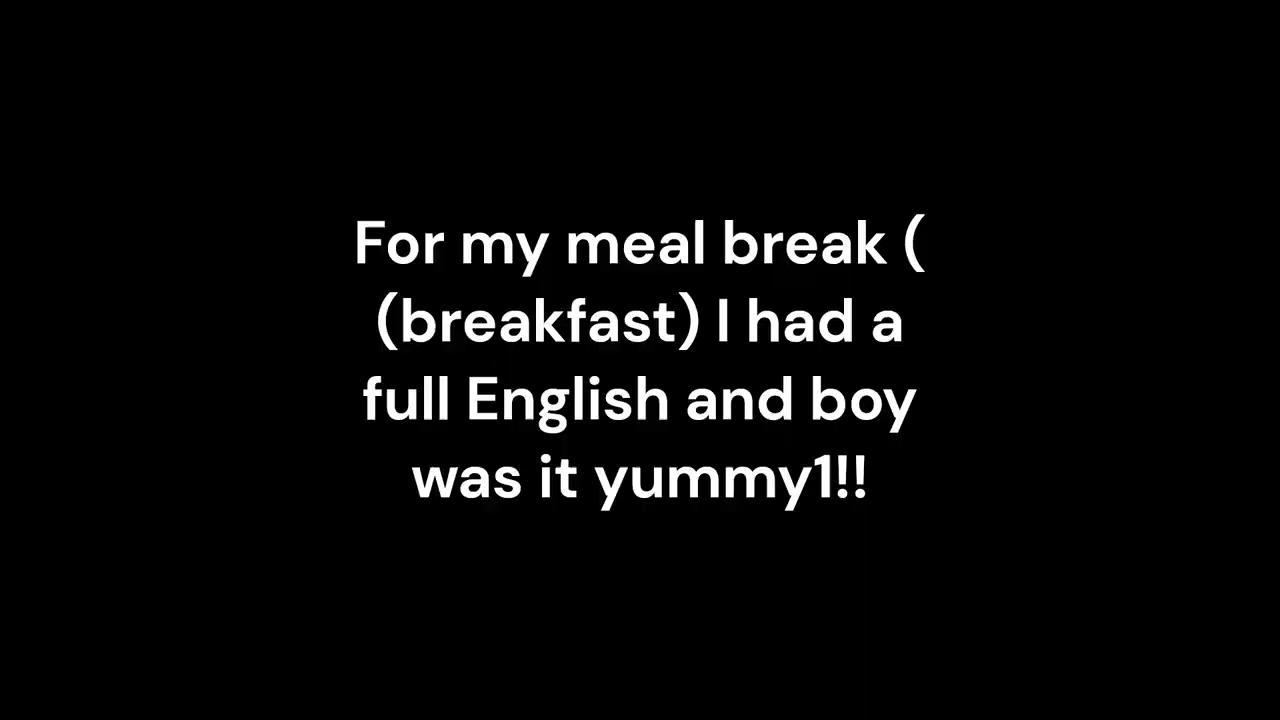 For my meal break (
(breakfast) I had a
full English and boy
was it yummy1!!